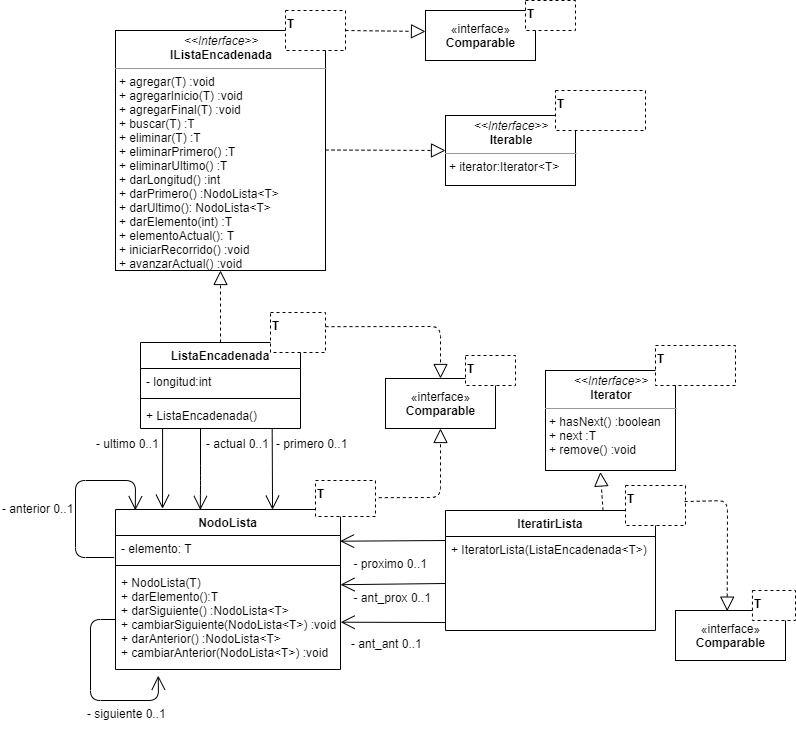 T
<<Interface>>
IListaEncadenada
+ agregar(T) :void
+ agregarInicio(T) :void
+ agregarFinal(T) :void
+ buscar(T) :T
+ eliminar(T) :T
+ eliminarPrimero() :T
+ eliminarUltimo() :T
+ darLongitud() :int
+ darPrimero() :NodoLista<T>
+ darUltimo(): NodoLista<T>
+ darElemento(int) :T
+ elementoActual(): T
+ iniciarRecorrido() :void
+ avanzarActual() :void
T
«interface»
Comparable
T
<<Interface>>
Iterable
+ iterator:Iterator<T>
T
ListaEncadenada
- longitud:int
+ ListaEncadenada()
T
«interface»
Comparable
T
<<Interface>>
Iterator
+ hasNext() :boolean
+ next :T
+ remove() :void
- ultimo 0..1
- actual 0..1
- primero 0..1
- anterior 0..1
T
NodoLista
- elemento: T
+ NodoLista(T)
+ darElemento():T
+ darSiguiente() :NodoLista<T>
+ cambiarSiguiente(NodoLista<T>) :void
+ darAnterior() :NodoLista<T>
+ cambiarAnterior(NodoLista<T>) :void
- siguiente 0..1
- proximo 0..1
- ant_prox 0..1
- ant_ant 0..1
T
IteratirLista
+ IteratorLista(ListaEncadenada<T>)
T
«interface»
Comparable